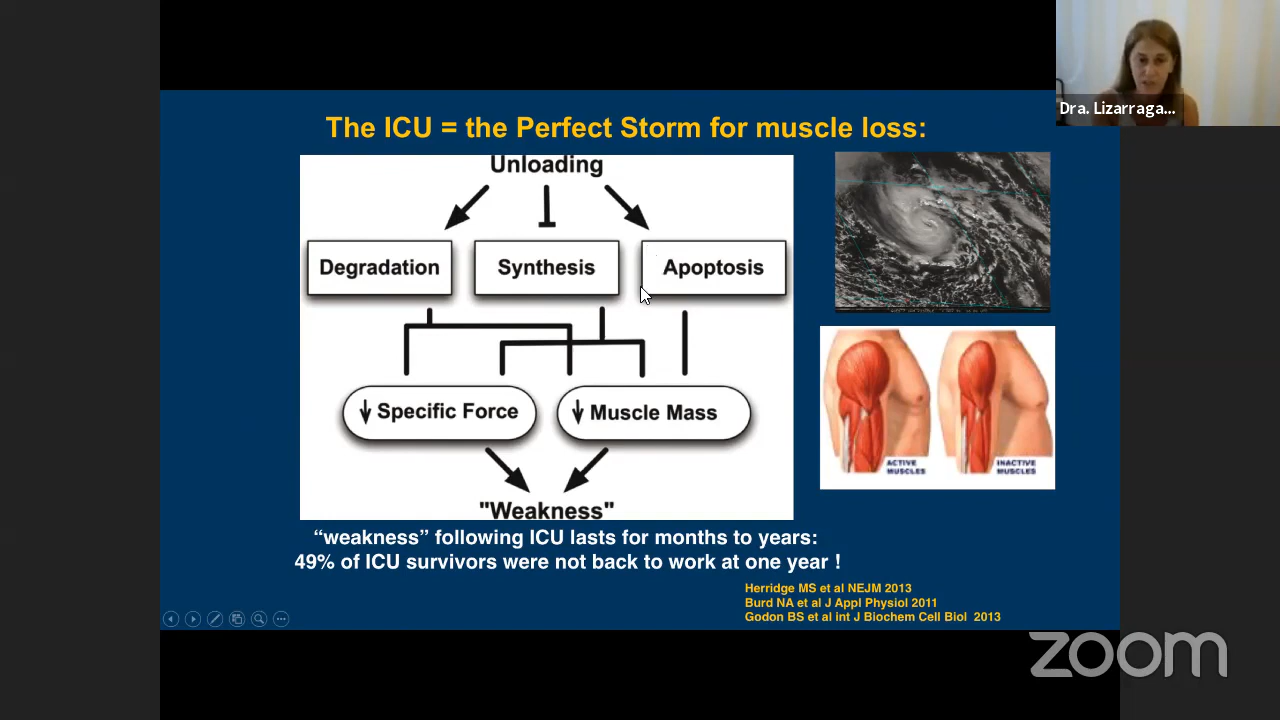 Dra. Lizarraga...
The ICU = the Perfect Storm for muscle loss:
Unloading
Degradation
Synthesis
Apoptosis
↓ Specific Force
↓ Muscle Mass
"Weakness"
ACTIVE
MUSCLES
INACTIVE
MUSCLES
“weakness” following ICU lasts for months to years:
49% of ICU survivors were not back to work at one year !
Herridge MS et al NEJM 2013
Burd NA et al J Appl Physiol 2011
Godon BS et al int J Biochem Cell Biol 2013
zoom